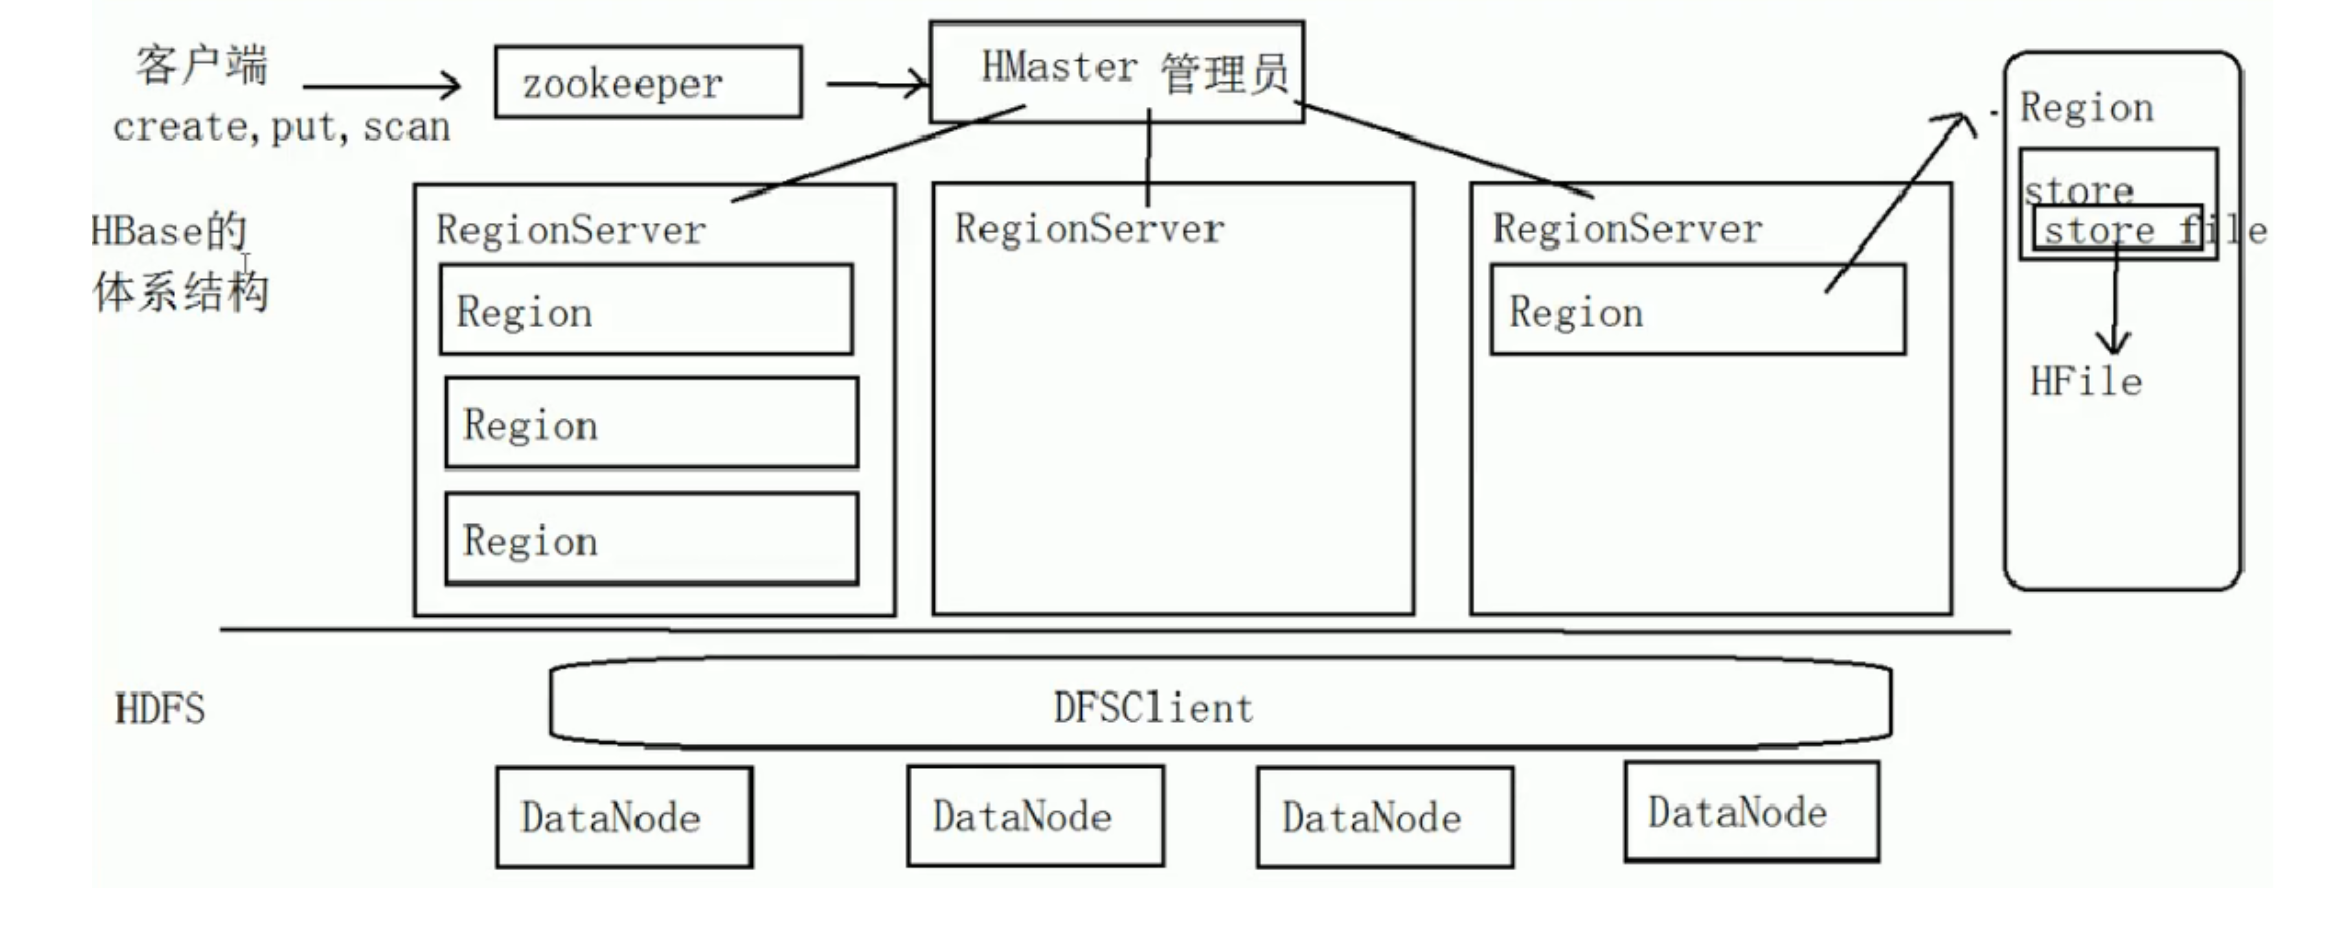 客户端
create,put,scan
zookeeper
HMaster 管理员
HBase的
体系结构
RegionServer
Region
Region
Region
RegionServer
RegionServer
Region
Region
store
store file
HFile
HDFS
DFSClient
DataNode
DataNode
DataNode
DataNode